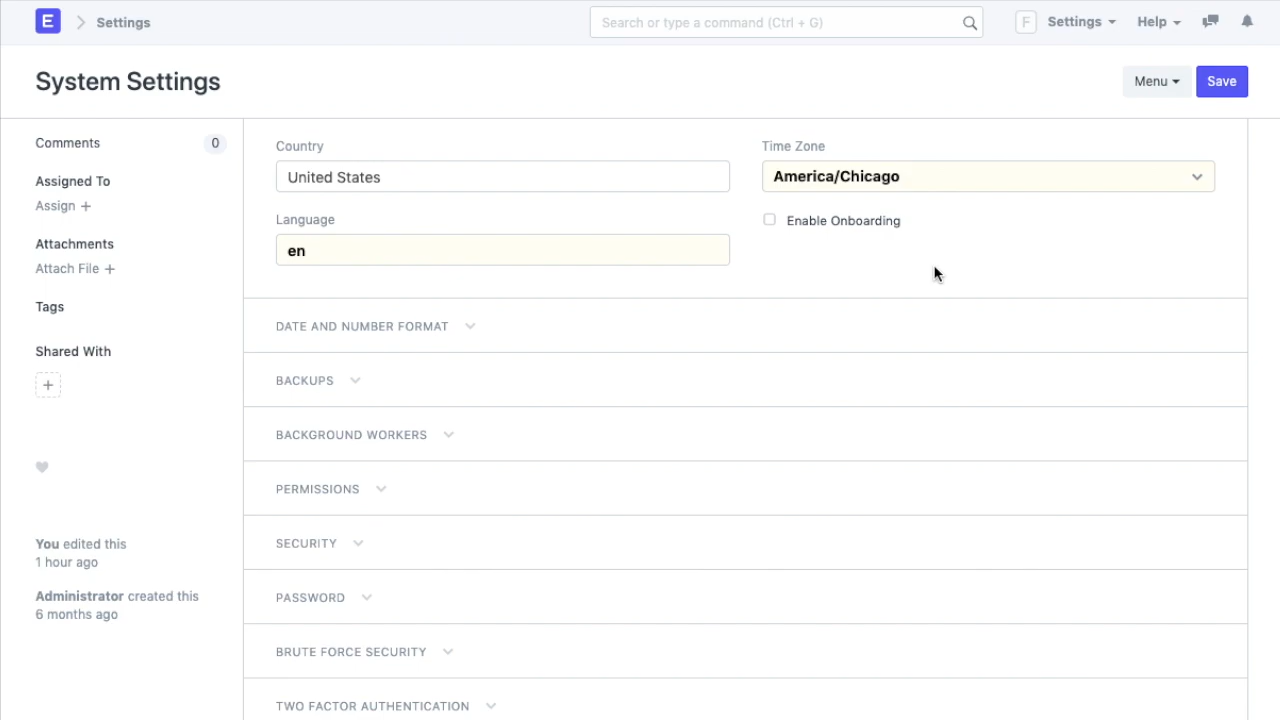 E
Settings
Search or type a command (Ctrl + G)
F
Settings
Help
System Settings
Menu
Save
Comments
0
Assigned To
Assign +
Attachments
Attach File +
Tags
Shared With
+
You edited this
1 hour ago
Administrator created this
6 months ago
Country
United States
Time Zone
America/Chicago
Language
en
Enable Onboarding
DATE AND NUMBER FORMAT
BACKUPS
BACKGROUND WORKERS
PERMISSIONS
SECURITY
PASSWORD
BRUTE FORCE SECURITY
TWO FACTOR AUTHENTICATION